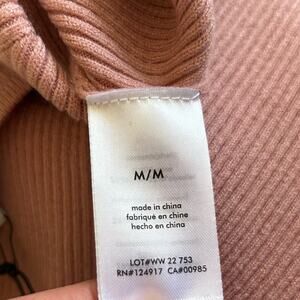 M/M
made in china
fabriqué en chine
hecho en china
LOT#WW 22 753
RN#124917 CA#00985